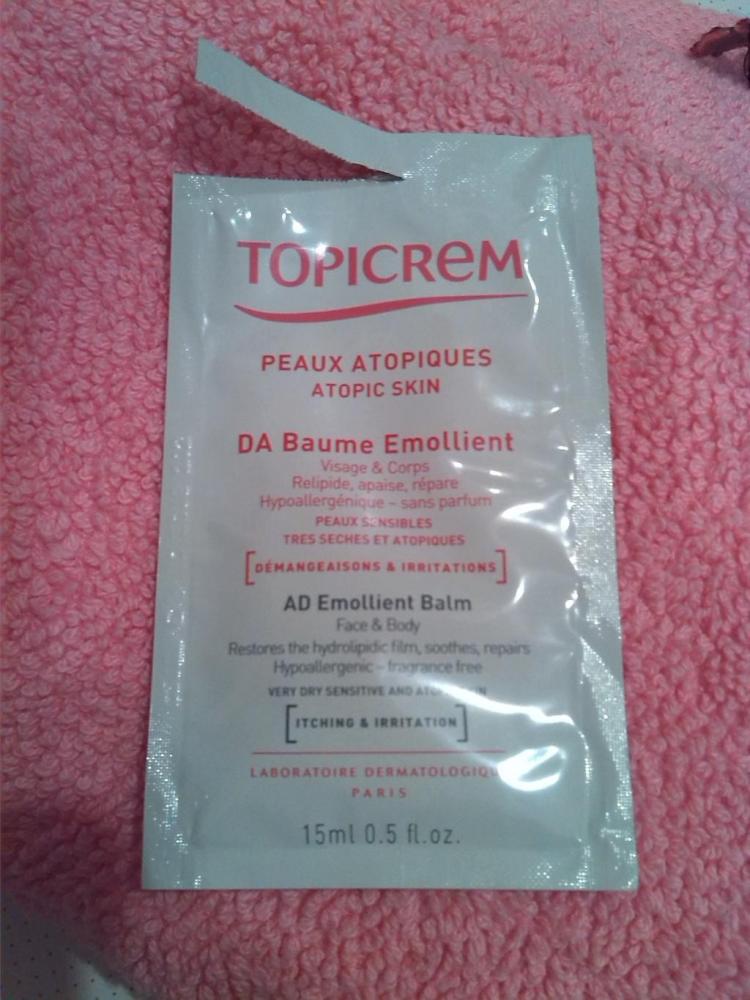 TOPICREM
PEAUX ATOPIQUES
ATOPIC SKIN
DA Baume Emollient
Visage & Corps
Relipide, apaise, répare
Hypoallergénique – sans parfum
PEAUX SENSIBLES
TRES SECHES ET ATOPIQUES
[DÉMANGEAISONS & IRRITATIONS]
AD Emollient Balm
Face & Body
Restores the hydrolipidic film, soothes, repairs
Hypoallergenic – fragrance free
VERY DRY SENSITIVE AND
[ITCHING & IRRITATION]
LABORATOIRE DERMATOLOGIQUE
PARIS
15ml 0.5 fl.oz.